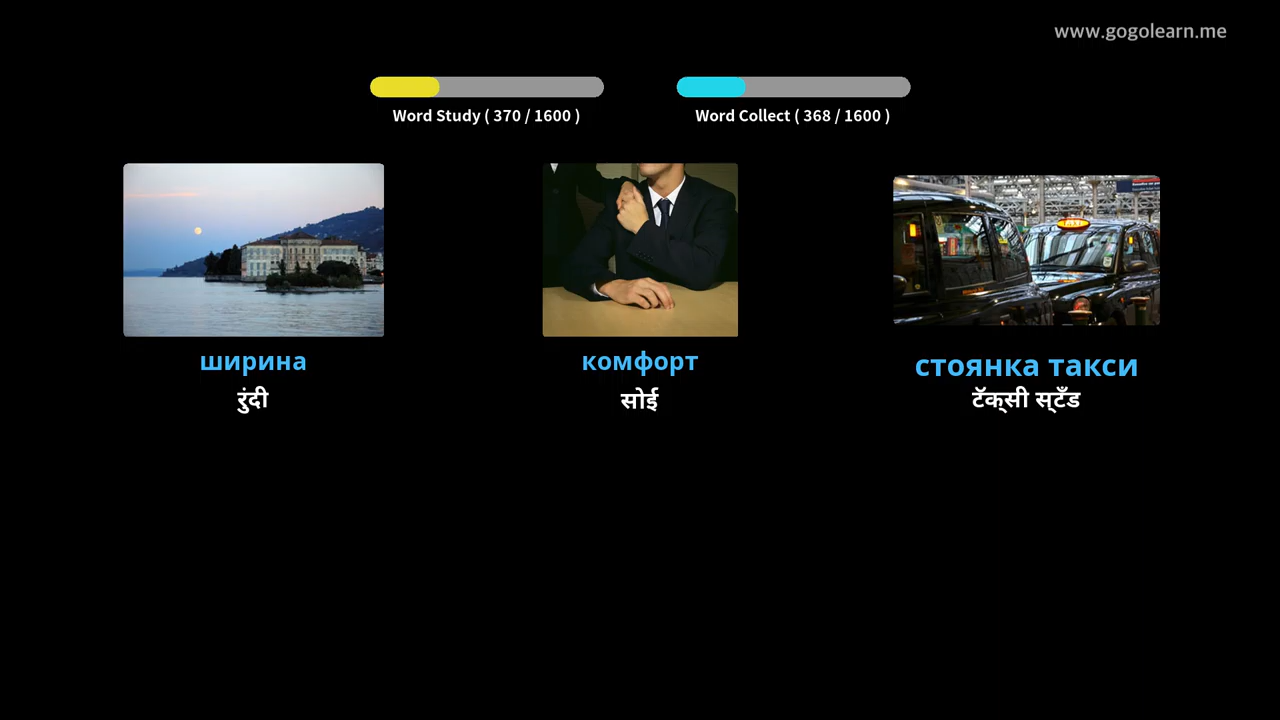 www.gogolearn.me
Word Study ( 370 / 1600 )
Word Collect ( 368 / 1600 )
ширина
комфорт
стоянка такси
रुंदी
सोई
टॅक्सी स्टँड